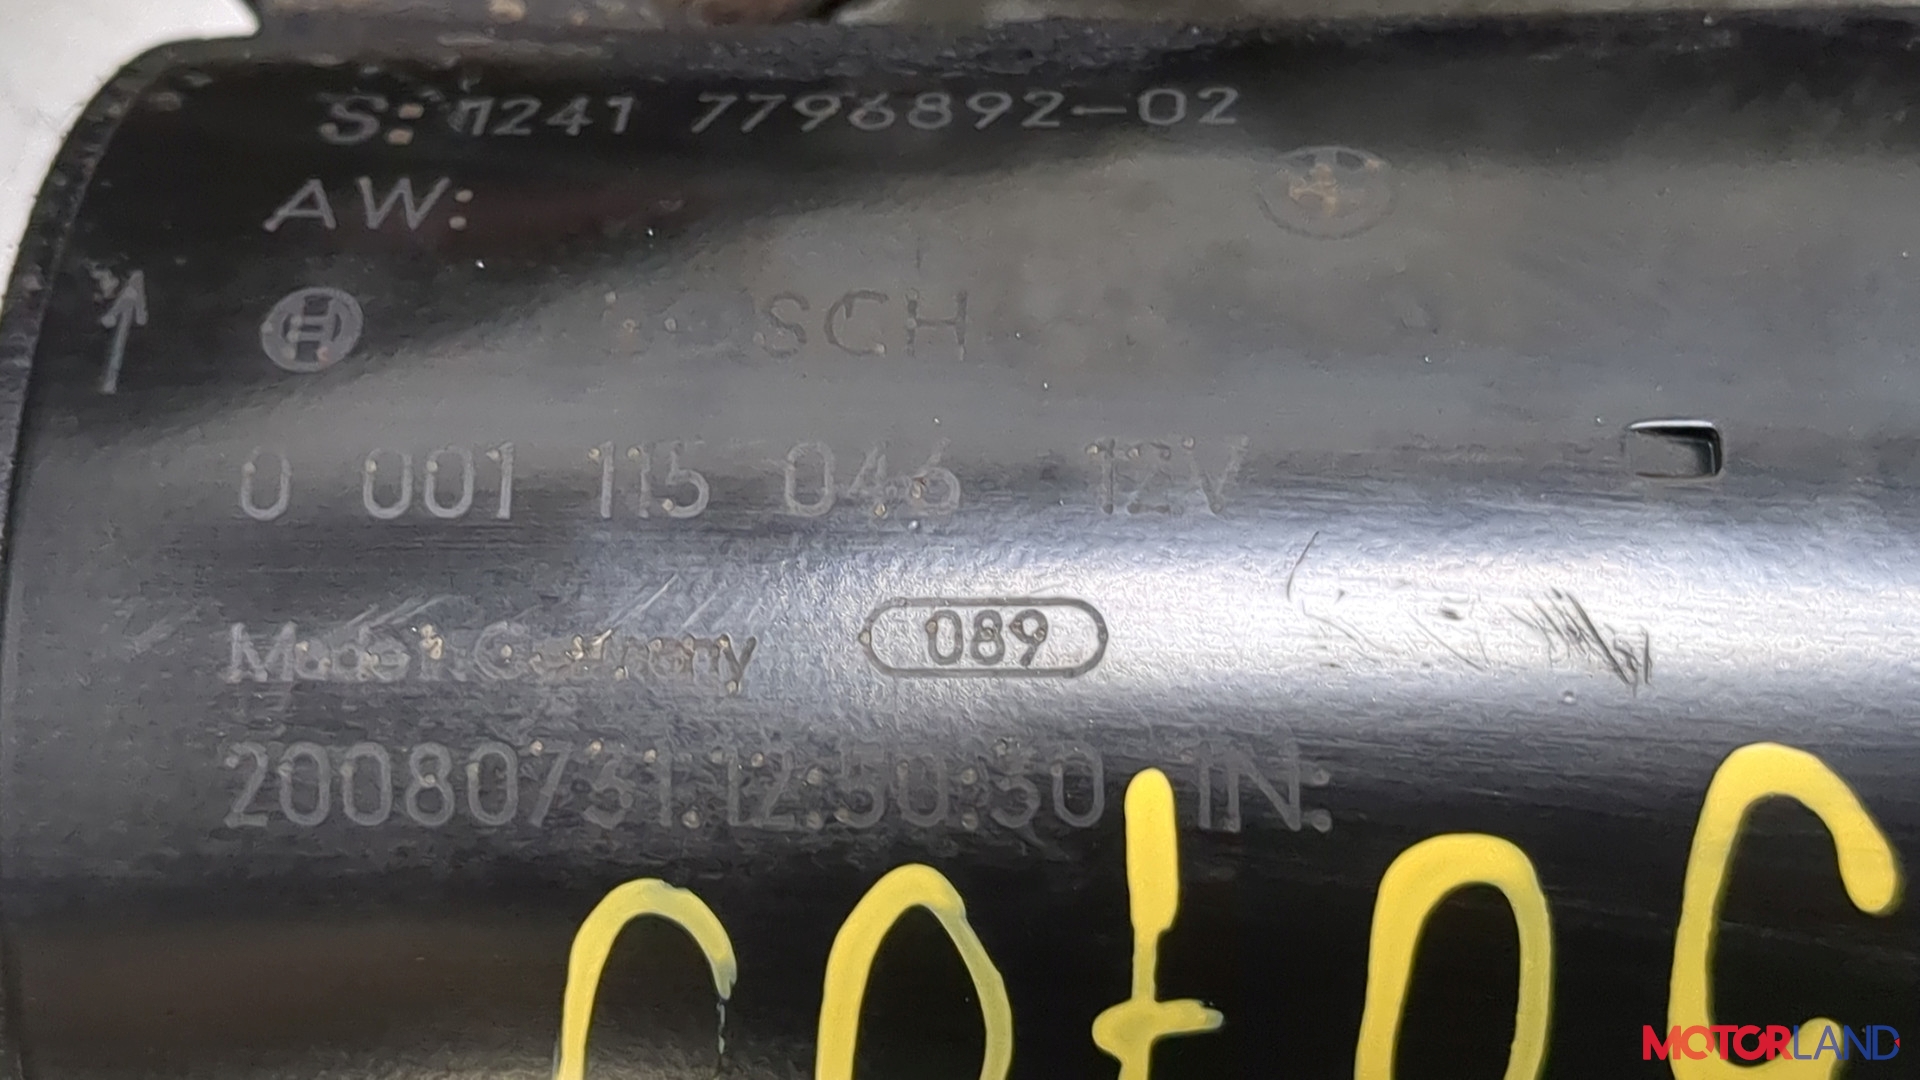 S: 1241 7796892-02
AW:
BOSCH
0 001 115 046 12V
Made in Germany
089
20080731.12:50:30 IN:
MOTORLAND